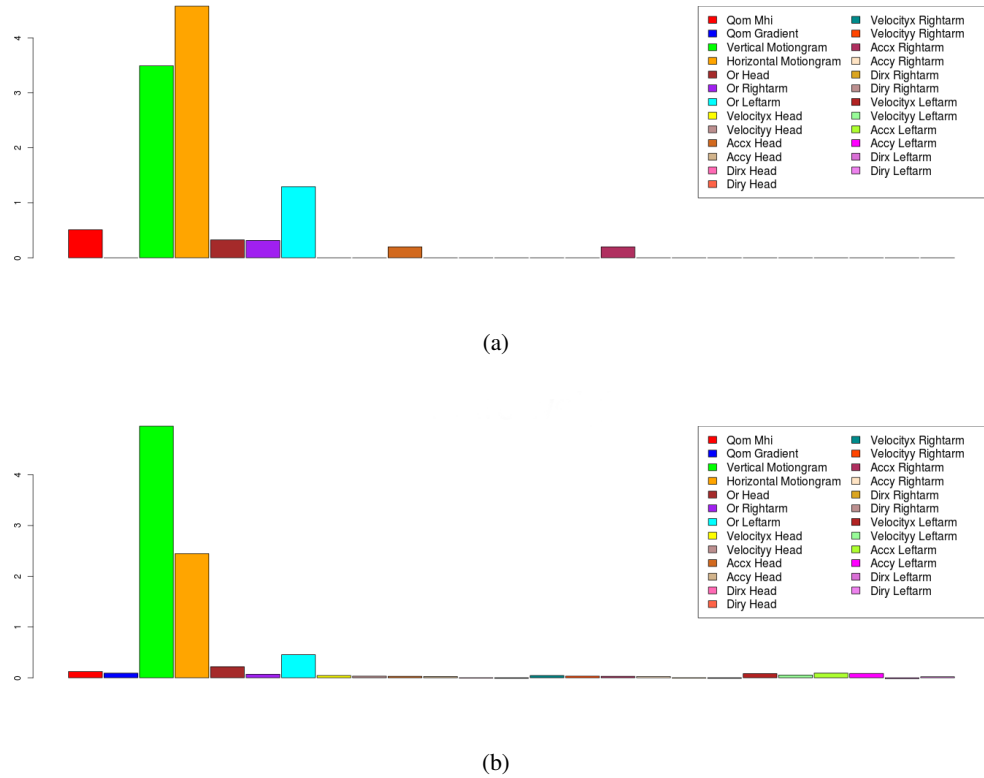 4
3
2
1
0
Qom Mhi
Qom Gradient
Vertical Motiongram
Horizontal Motiongram
Or Head
Or Rightarm
Or Leftarm
Velocityx Head
Velocityy Head
Accx Head
Accy Head
Dirx Head
Diry Head
Velocityx Rightarm
Velocityy Rightarm
Accx Rightarm
Accy Rightarm
Dirx Rightarm
Diry Rightarm
Velocityx Leftarm
Velocityy Leftarm
Accx Leftarm
Accy Leftarm
Dirx Leftarm
Diry Leftarm
(a)
4
3
2
1
0
Qom Mhi
Qom Gradient
Vertical Motiongram
Horizontal Motiongram
Or Head
Or Rightarm
Or Leftarm
Velocityx Head
Velocityy Head
Accx Head
Accy Head
Dirx Head
Diry Head
Velocityx Rightarm
Velocityy Rightarm
Accx Rightarm
Accy Rightarm
Dirx Rightarm
Diry Rightarm
Velocityx Leftarm
Velocityy Leftarm
Accx Leftarm
Accy Leftarm
Dirx Leftarm
Diry Leftarm
(b)